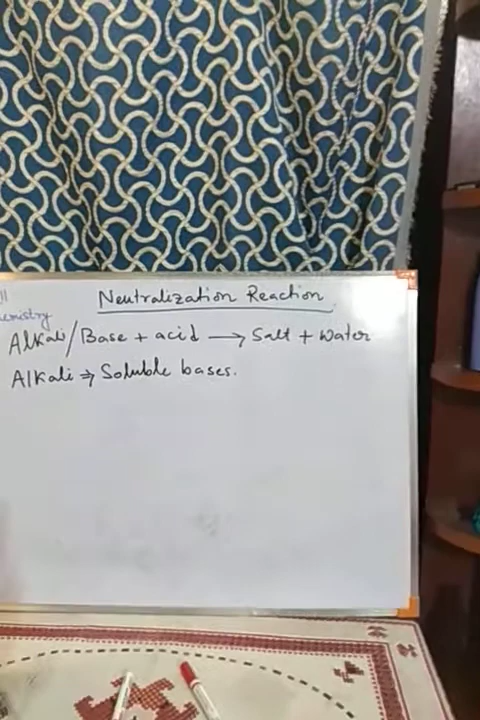 Neutralization Reaction
Alkali/Base + acid → Salt + Water
Alkali ⇒ Soluble bases.